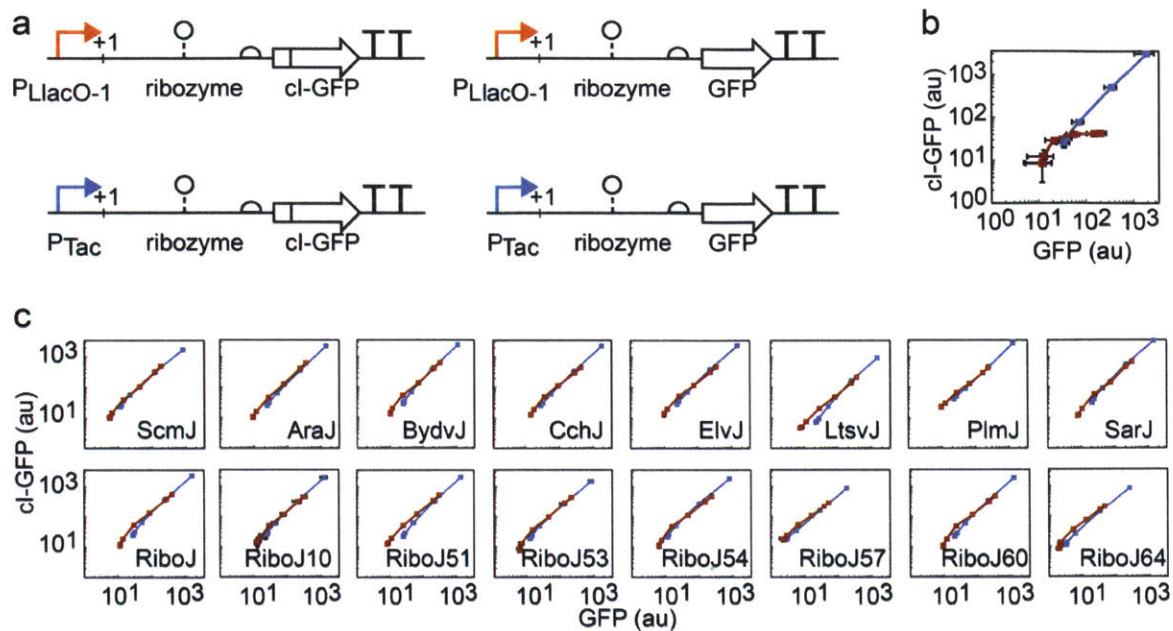 a
+1 +1
PLlacO-1 ribozyme cI-GFP PLlacO-1 ribozyme GFP
+1 +1
PTac ribozyme cI-GFP PTac ribozyme GFP
b
cI-GFP (au)
10³
10²
10¹
10⁰
10⁰ 10¹ 10² 10³
GFP (au)
c
cI-GFP (au)
10³
10¹
ScmJ AraJ BydvJ CchJ ElvJ LtsvJ PlmJ SarJ
10³
10¹
RiboJ RiboJ10 RiboJ51 RiboJ53 RiboJ54 RiboJ57 RiboJ60 RiboJ64
10¹ 10³ 10¹ 10³ 10¹ 10³ 10¹ 10³ 10¹ 10³ 10¹ 10³ 10¹ 10³ 10¹ 10³
GFP (au)